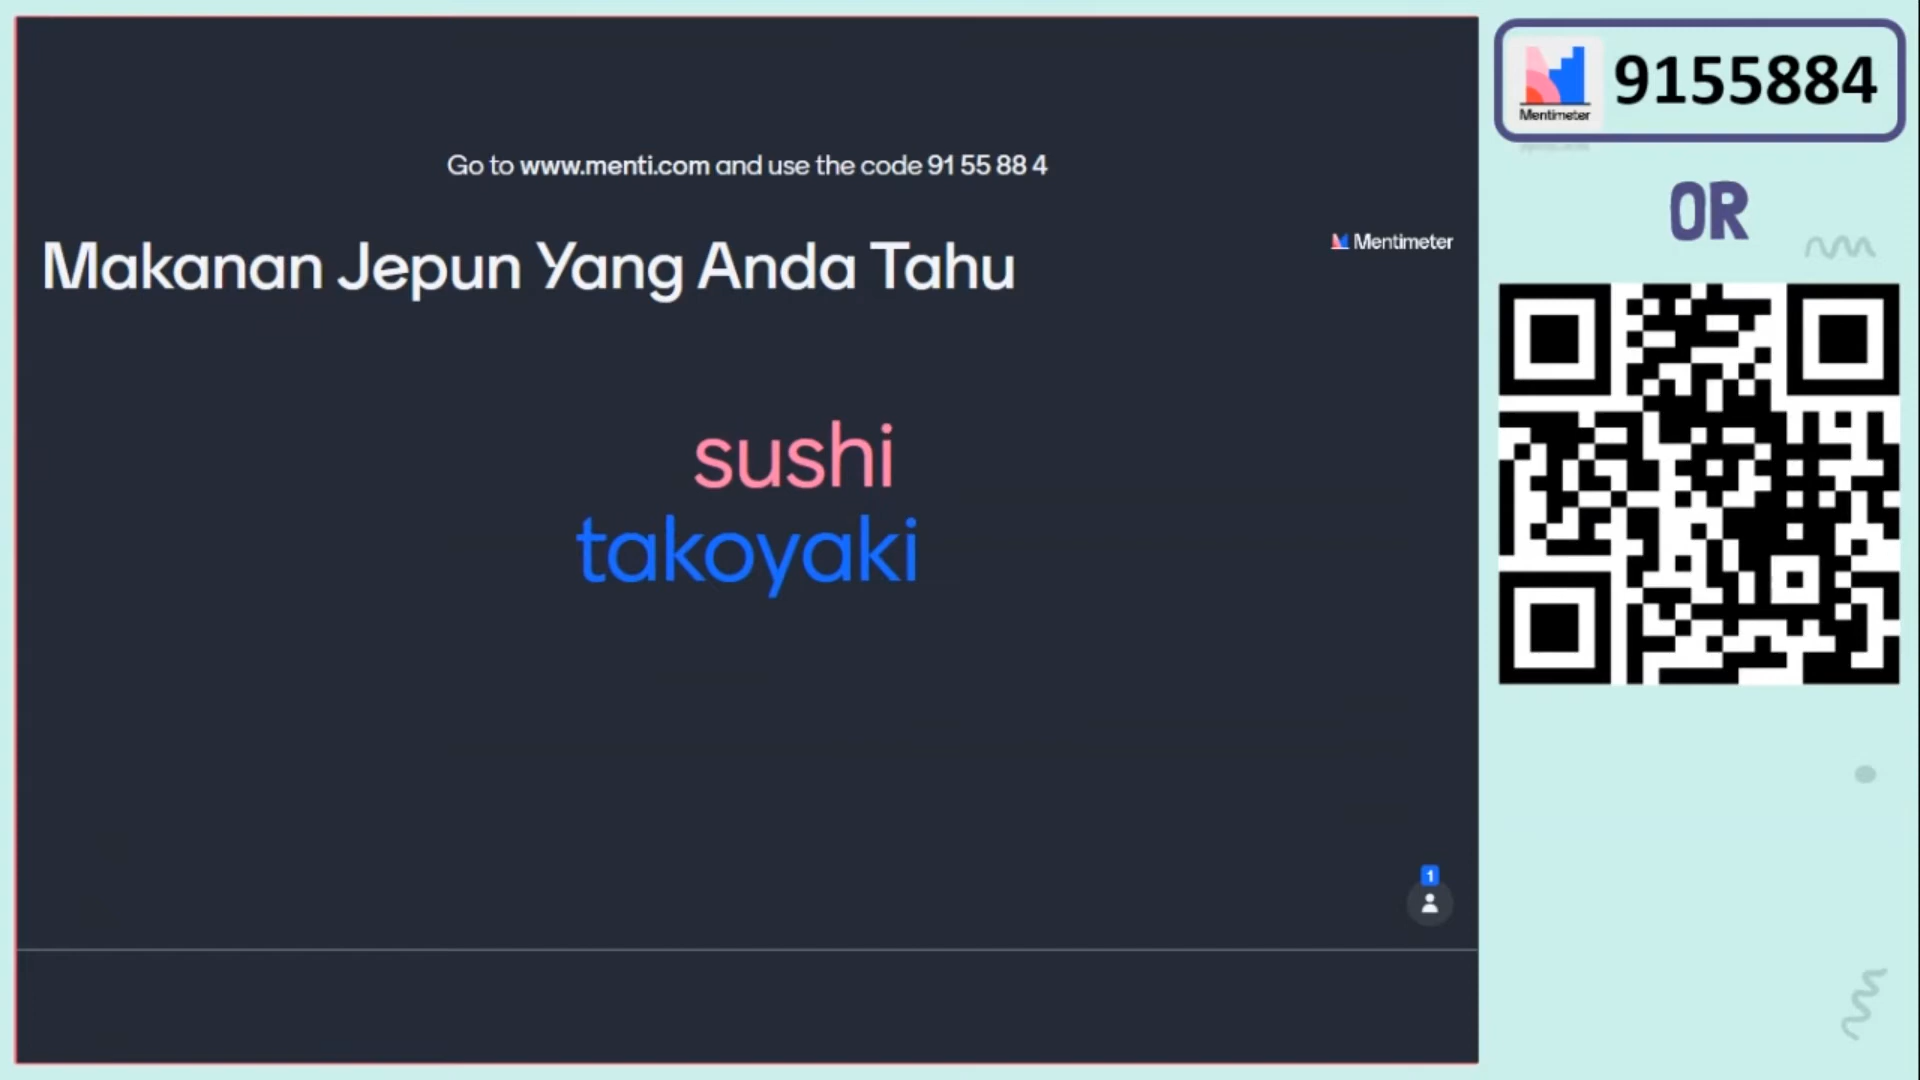 Go to www.menti.com and use the code 91 55 88 4
Makanan Jepun Yang Anda Tahu
Mentimeter
sushi
takoyaki
1
Mentimeter
9155884
OR